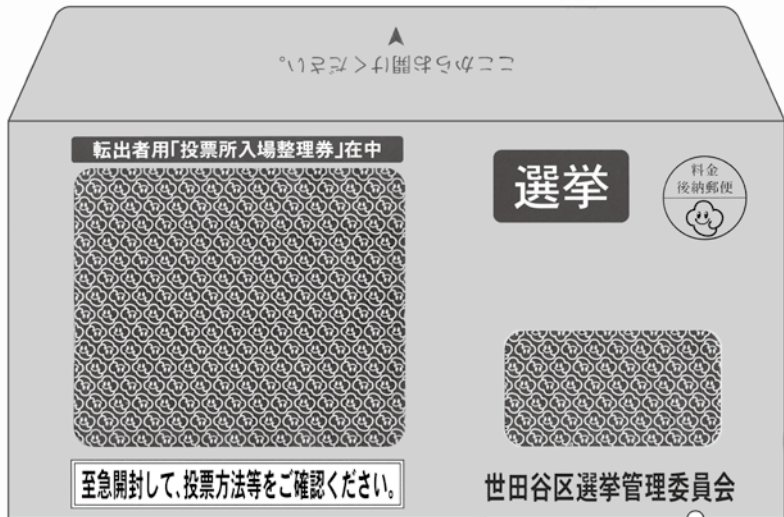 ここからお開けください。
転出者用「投票所入場整理券」在中
選挙
料金
後納郵便
至急開封して、投票方法等をご確認ください。
世田谷区選挙管理委員会